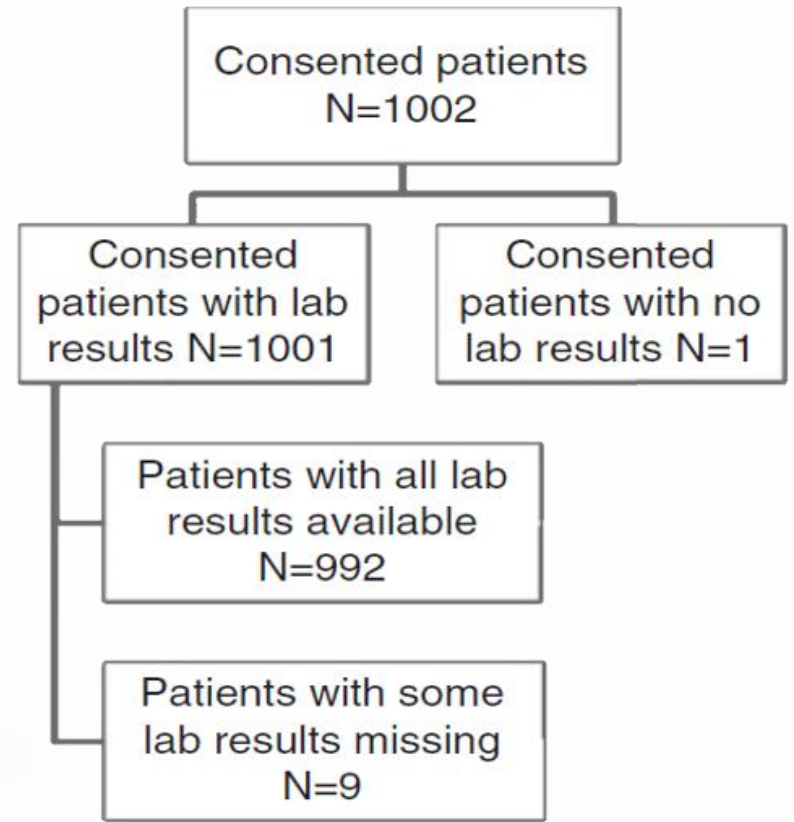 Consented patients
N=1002
Consented
patients with lab
results N=1001
Consented
patients with no
lab results N=1
Patients with all lab
results available
N=992
Patients with some
lab results missing
N=9